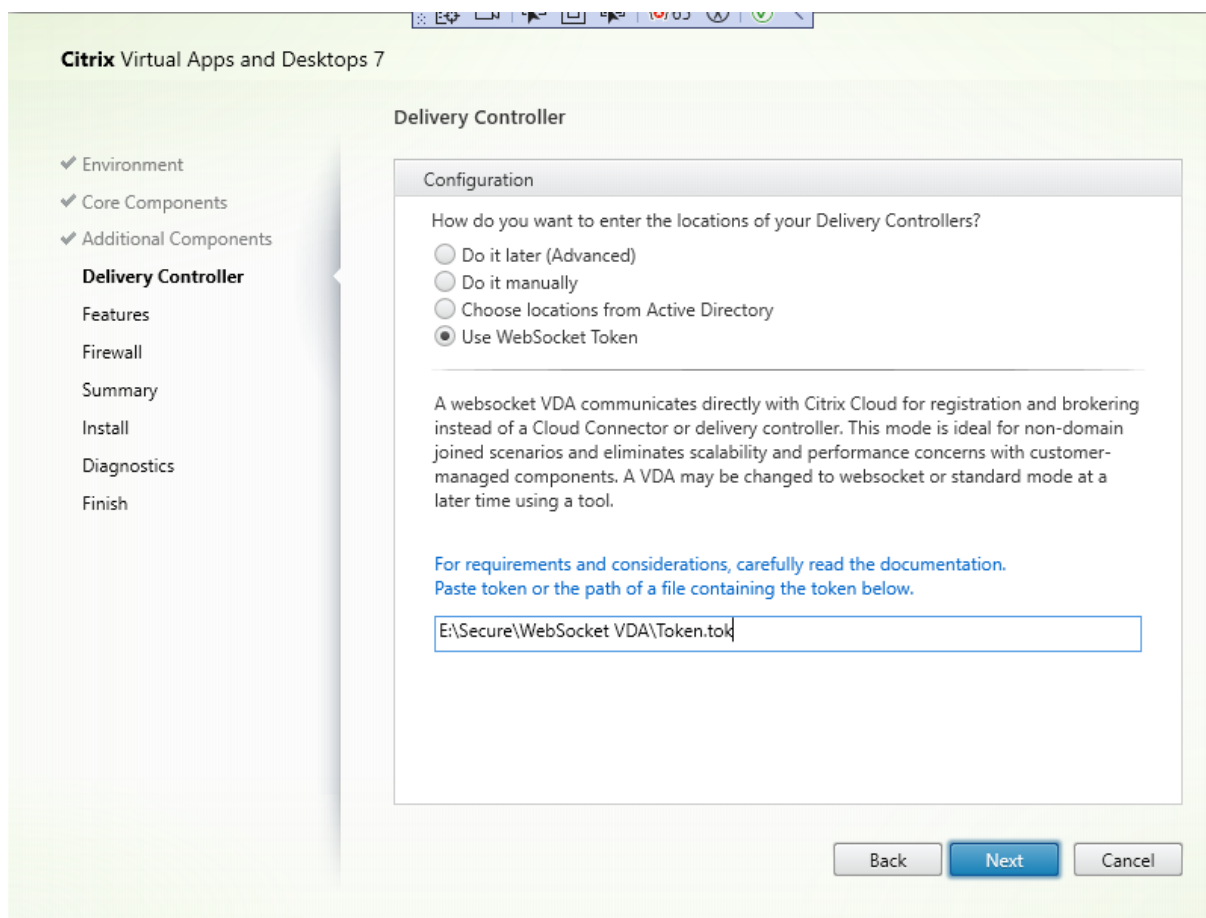 Citrix Virtual Apps and Desktops 7
Delivery Controller
Environment
Core Components
Additional Components
Delivery Controller
Features
Firewall
Summary
Install
Diagnostics
Finish
Configuration
How do you want to enter the locations of your Delivery Controllers?
Do it later (Advanced)
Do it manually
Choose locations from Active Directory
Use WebSocket Token
A websocket VDA communicates directly with Citrix Cloud for registration and brokering
instead of a Cloud Connector or delivery controller. This mode is ideal for non-domain
joined scenarios and eliminates scalability and performance concerns with customer-
managed components. A VDA may be changed to websocket or standard mode at a
later time using a tool.
For requirements and considerations, carefully read the documentation.
Paste token or the path of a file containing the token below.
E:\Secure\WebSocket VDA\Token.tok
Back
Next
Cancel